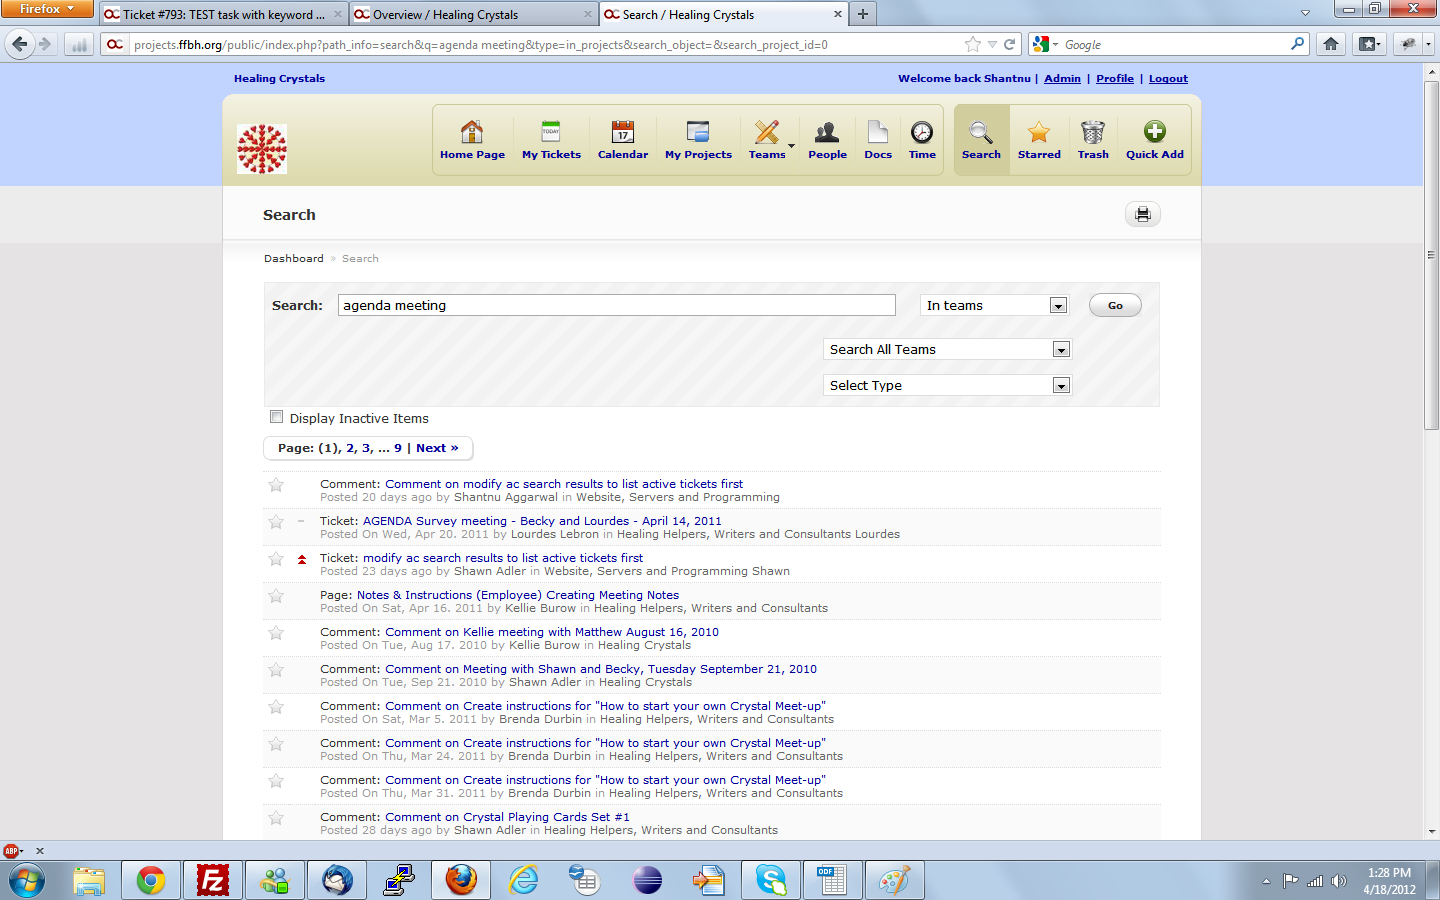 Firefox
Ticket #793: TEST task with keyword ...
Overview / Healing Crystals
Search / Healing Crystals
projects.ffbh.org/public/index.php?path_info=search&q=agenda meeting&type=in_projects&search_object=&search_project_id=0
Google
Healing Crystals
Welcome back Shantnu | Admin | Profile | Logout
TODAY
17
Home Page
My Tickets
Calendar
My Projects
Teams
People
Docs
Time
Search
Starred
Trash
Quick Add
Search
Dashboard » Search
Search: agenda meeting In teams Go
Search All Teams
Select Type
Display Inactive Items
Page: (1), 2, 3, ... 9 | Next »
Comment: Comment on modify ac search results to list active tickets first
Posted 20 days ago by Shantnu Aggarwal in Website, Servers and Programming
Ticket: AGENDA Survey meeting - Becky and Lourdes - April 14, 2011
Posted On Wed, Apr 20. 2011 by Lourdes Lebron in Healing Helpers, Writers and Consultants Lourdes
Ticket: modify ac search results to list active tickets first
Posted 23 days ago by Shawn Adler in Website, Servers and Programming Shawn
Page: Notes & Instructions (Employee) Creating Meeting Notes
Posted On Sat, Apr 16. 2011 by Kellie Burow in Healing Helpers, Writers and Consultants
Comment: Comment on Kellie meeting with Matthew August 16, 2010
Posted On Tue, Aug 17. 2010 by Kellie Burow in Healing Crystals
Comment: Comment on Meeting with Shawn and Becky, Tuesday September 21, 2010
Posted On Tue, Sep 21. 2010 by Shawn Adler in Healing Crystals
Comment: Comment on Create instructions for "How to start your own Crystal Meet-up"
Posted On Sat, Mar 5. 2011 by Brenda Durbin in Healing Helpers, Writers and Consultants
Comment: Comment on Create instructions for "How to start your own Crystal Meet-up"
Posted On Thu, Mar 24. 2011 by Brenda Durbin in Healing Helpers, Writers and Consultants
Comment: Comment on Create instructions for "How to start your own Crystal Meet-up"
Posted On Thu, Mar 31. 2011 by Brenda Durbin in Healing Helpers, Writers and Consultants
Comment: Comment on Crystal Playing Cards Set #1
Posted 28 days ago by Shawn Adler in Healing Helpers, Writers and Consultants
ABP
ODF
1:28 PM
4/18/2012